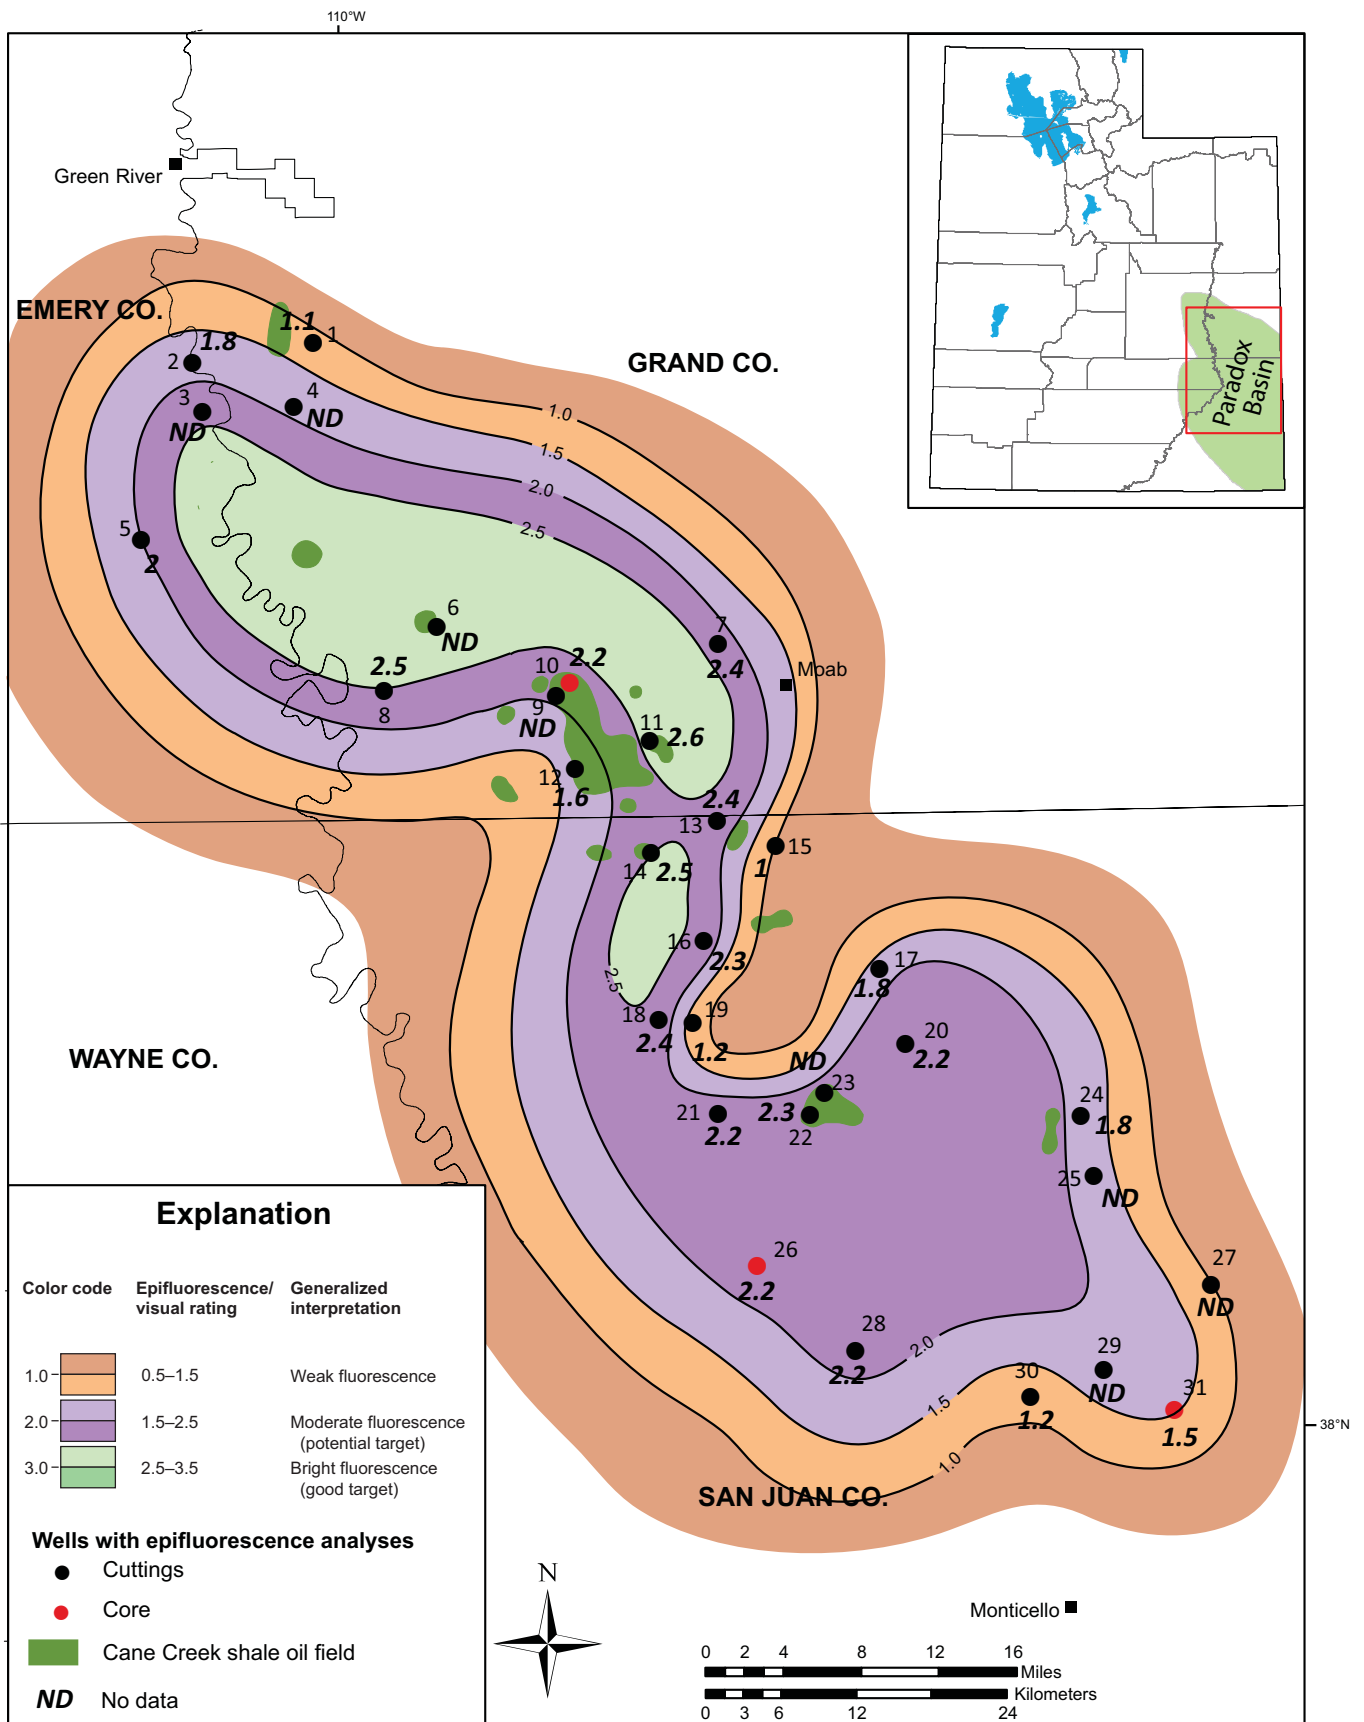 110°W
Green River
EMERY CO.
1.1
1
1.8
2
GRAND CO.
3
4
ND
ND
1.0
1.5
2.0
2.5
5
2
6
ND
7
2.4
Moab
2.5
8
10
2.2
9
ND
11
2.6
12
1.6
2.4
13
14
2.5
15
1
16
2.3
2.5
17
1.8
18
2.4
19
1.2
20
2.2
ND
23
21
2.2
2.3
22
24
1.8
25
ND
WAYNE CO.
26
2.2
27
ND
28
2.2
2.0
29
ND
30
1.2
31
1.5
1.5
1.0
38°N
SAN JUAN CO.
Monticello
Paradox
Basin
Explanation
Color code
Epifluorescence/
visual rating
Generalized
interpretation
1.0
0.5–1.5
Weak fluorescence
2.0
1.5–2.5
Moderate fluorescence
(potential target)
3.0
2.5–3.5
Bright fluorescence
(good target)
Wells with epifluorescence analyses
Cuttings
Core
Cane Creek shale oil field
ND No data
N
0 2 4 8 12 16
Miles
Kilometers
0 3 6 12 24